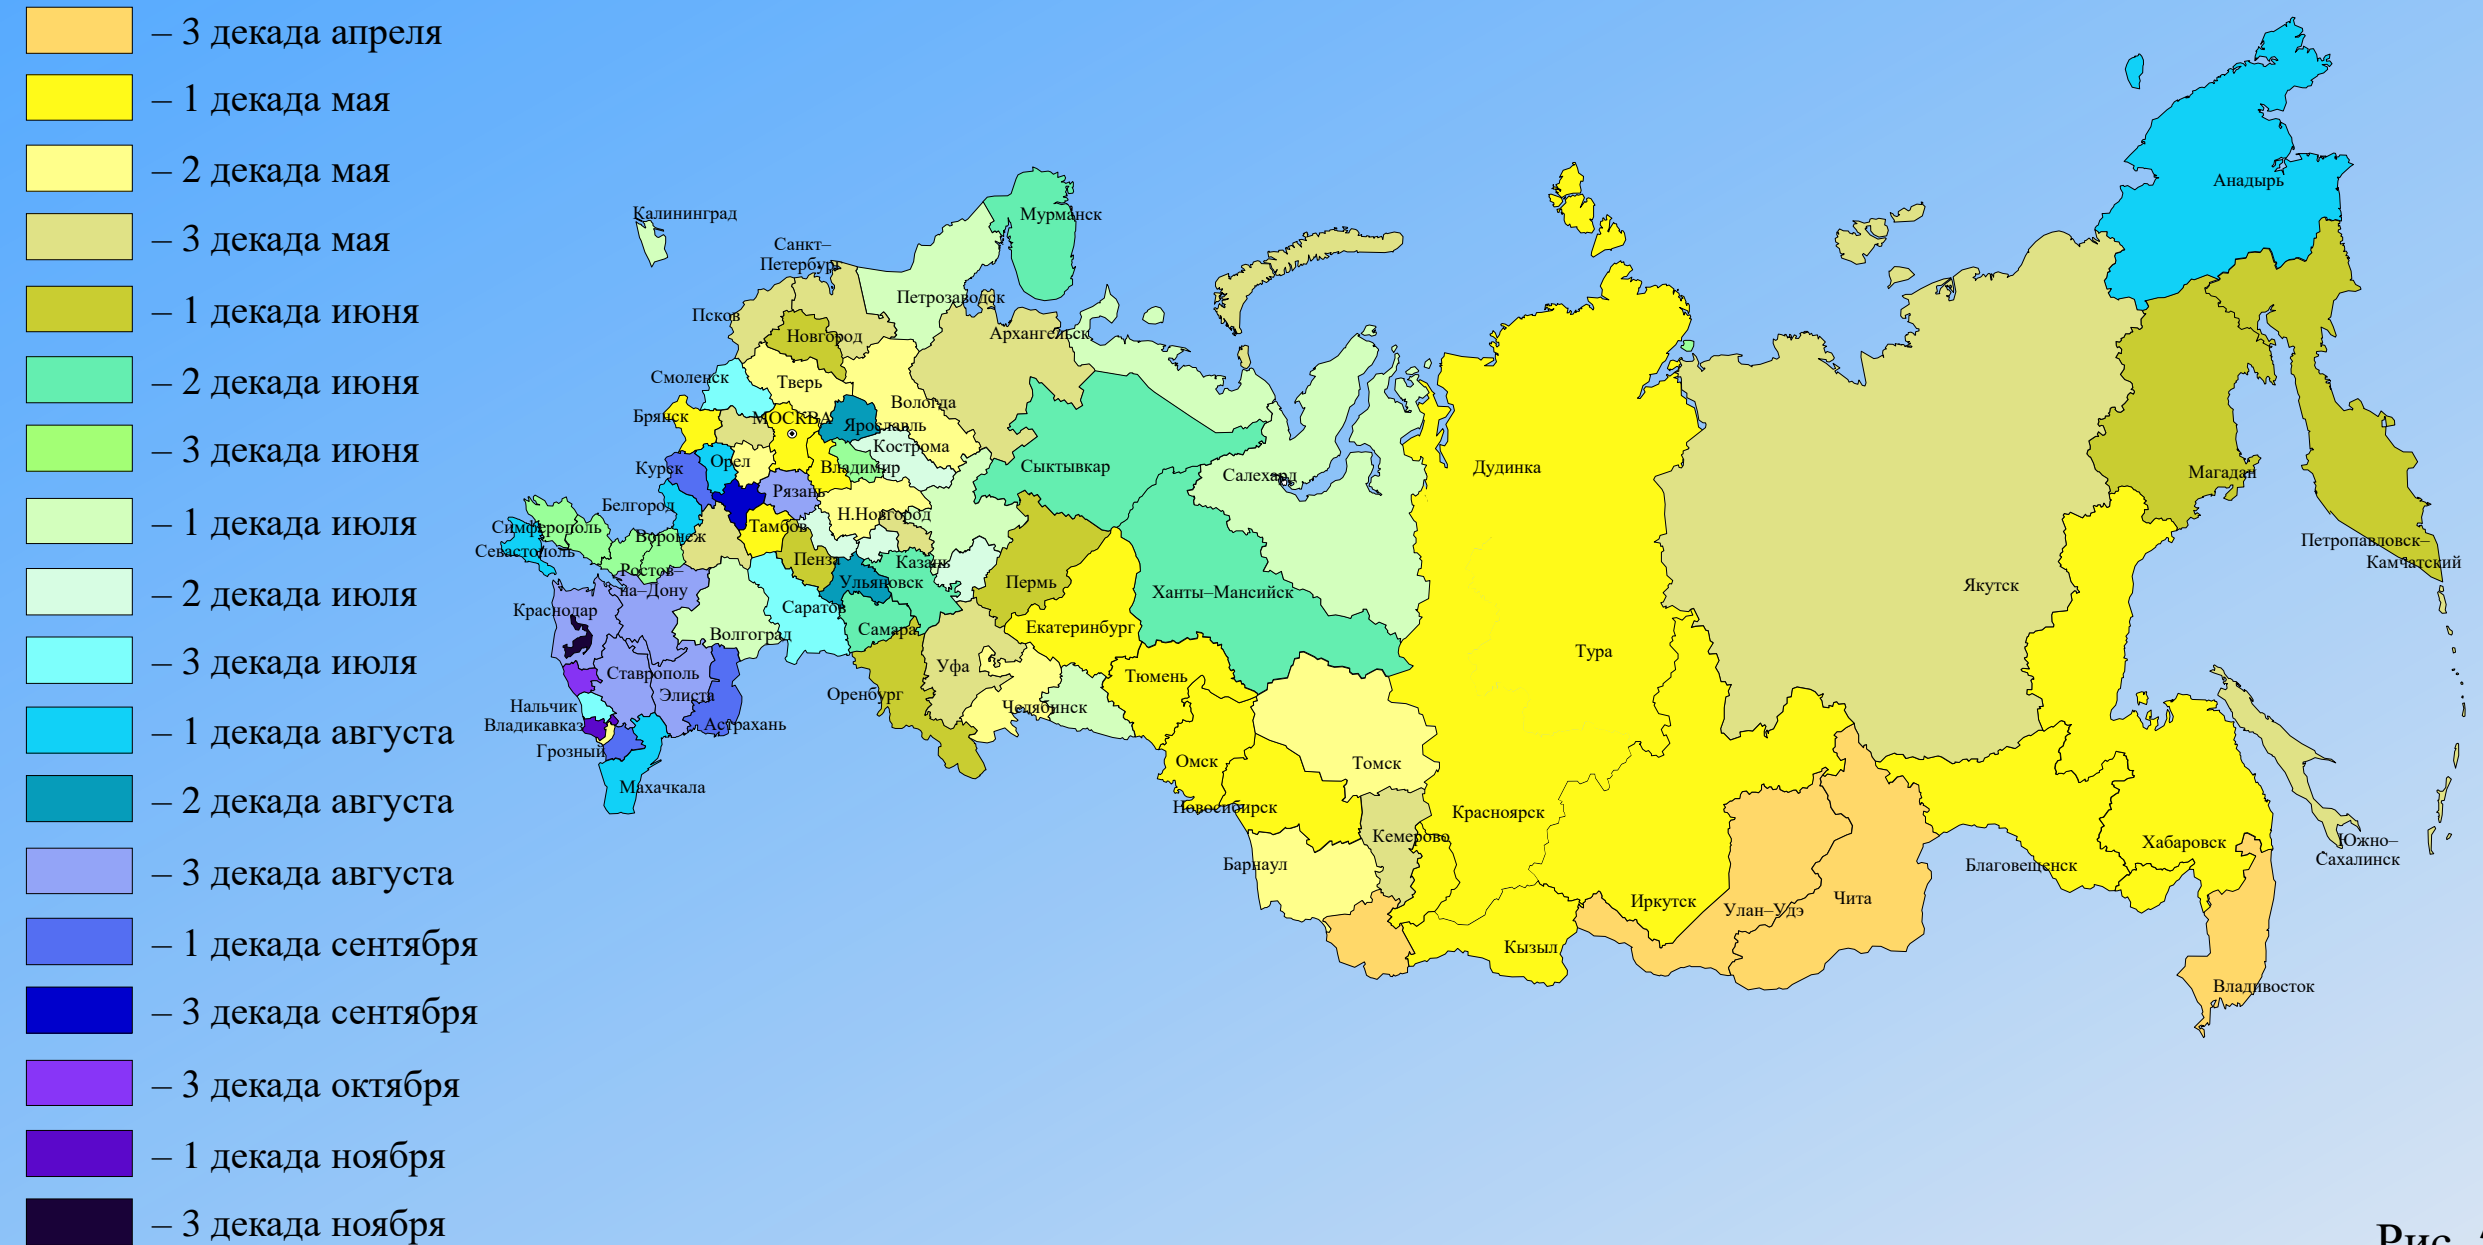 – 3 декада апреля
– 1 декада мая
– 2 декада мая
– 3 декада мая
– 1 декада июня
– 2 декада июня
– 3 декада июня
– 1 декада июля
– 2 декада июля
– 3 декада июля
– 1 декада августа
– 2 декада августа
– 3 декада августа
– 1 декада сентября
– 3 декада сентября
– 3 декада октября
– 1 декада ноября
– 3 декада ноября
Калининград
Санкт–
Петербург
Мурманск
Псков
Петрозаводск
Новгород
Архангельск
Смоленск
Тверь
Вологда
Брянск
МОСКВА
Ярославль
Кострома
Курск
Орел
Владимир
Сыктывкар
Салехард
Дудинка
Анадырь
Магадан
Белгород
Рязань
Н.Новгород
Симферополь
Севастополь
Воронеж
Тамбов
Пенза
Казань
Ульяновск
Пермь
Ханты–Мансийск
Якутск
Петропавловск–
Камчатский
Ростов–
на–Дону
Краснодар
Саратов
Волгоград
Самара
Екатеринбург
Тура
Ставрополь
Элиста
Уфа
Оренбург
Тюмень
Челябинск
Нальчик
Владикавказ
Астрахань
Грозный
Махачкала
Омск
Томск
Новосибирск
Красноярск
Кемерово
Барнаул
Иркутск
Улан–Удэ
Чита
Кызыл
Благовещенск
Хабаровск
Южно–
Сахалинск
Владивосток
Рис.